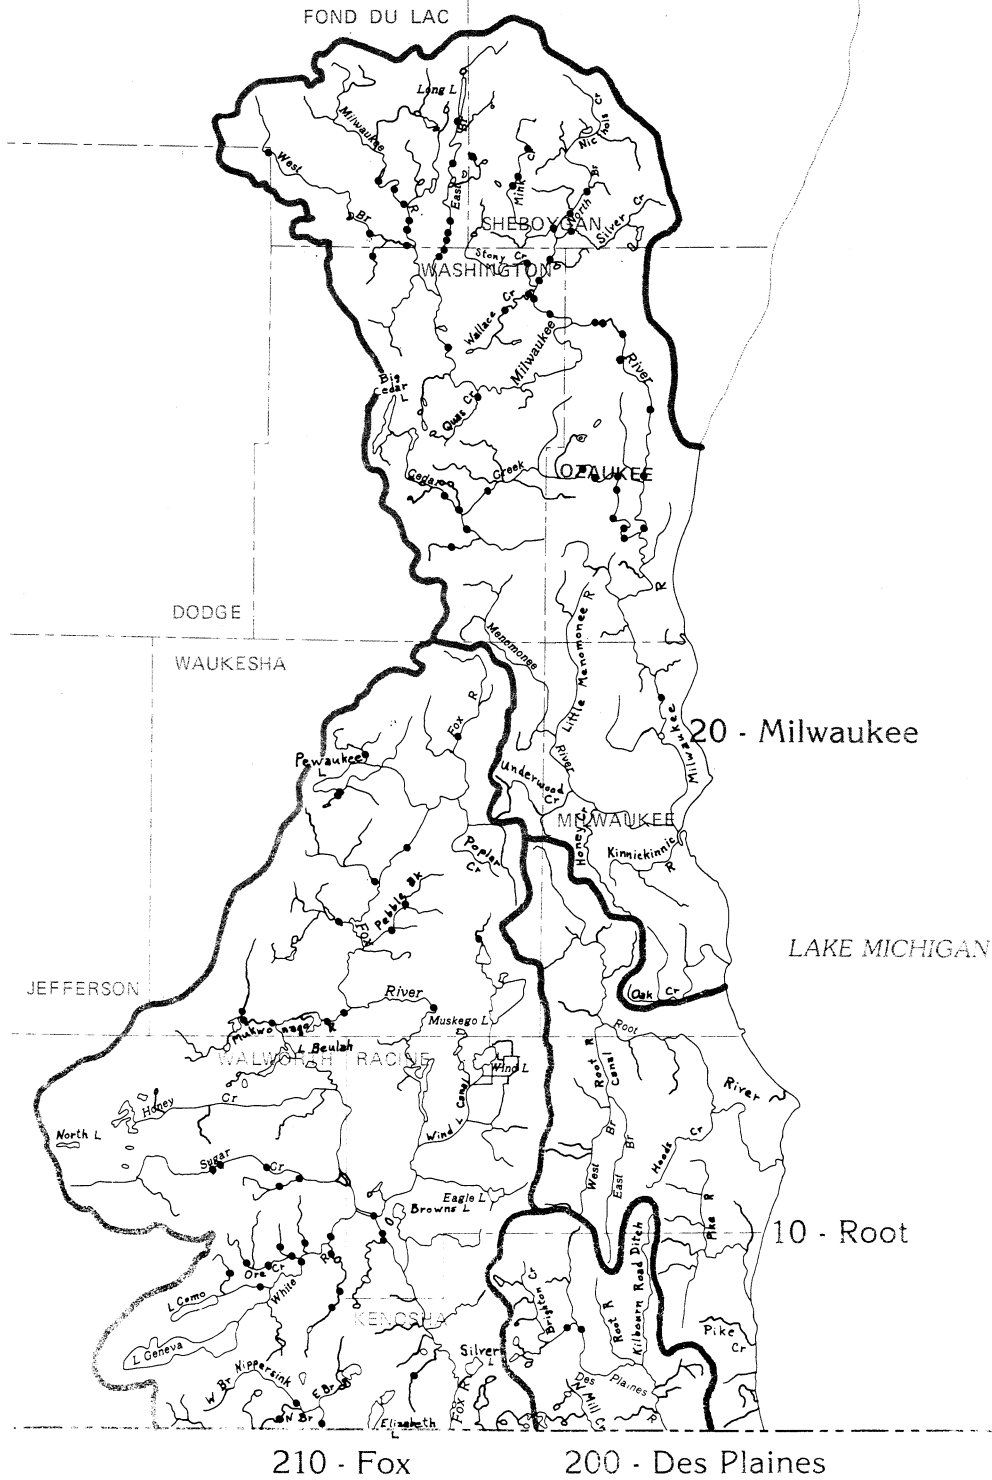 FOND DU LAC
Long L
Milwaukee
Nichols Cr
West
East
Br
R
Mink
North
Br
Silver Cr
Br
SHEBOYGAN
Stony Cr
WASHINGTON
Wallace Cr
Milwaukee
River
Big
Cedar
L
Quas Cr
Cedar
Creek
OZAUKEE
DODGE
R
Menomonee
Little Menomonee R
WAUKESHA
Fox R
River
Milwaukee
20 - Milwaukee
Pewaukee
L
Underwood
Cr
MILWAUKEE
Honey Cr
Poplar
Cr
Kinnickinnic
R
Pebble Bk
Fox
LAKE MICHIGAN
JEFFERSON
River
Oak Cr
Muskego L
Root
Mukwonago R
L Beulah
WALWORTH
RACINE
Root R
Canal
Wind L
River
Honey
Cr
Wind L Canal
North L
Hoods
Cr
Br
Br
Sugar
Cr
West
East
Eagle L
Browns L
Pike R
10 - Root
R
Ore Cr
White
Kilbourn Road Ditch
L Como
Brighton
Cr
Root R
KENOSHA
Pike
Cr
L Geneva
Silver
L
Nippersink
W Br
E Br
Des
Plaines
R
N Mill Cr
Fox R
N Br
Elizabeth
L
210 - Fox
200 - Des Plaines